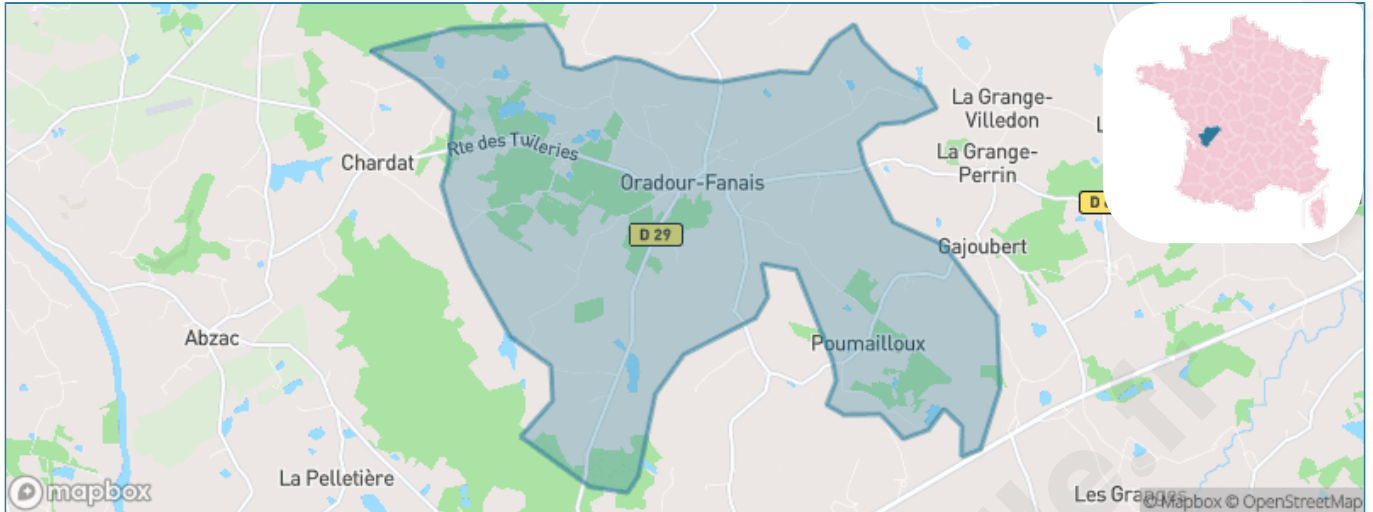 La Grange-
Villedon
L
Rte des Tuileries
Chardat
La Grange-
Perrin
Oradour-Fanais
D
D 29
Gajoubert
Abzac
Poumailloux
La Pelletière
mapbox
Les Granges
© Mapbox © OpenStreetMap